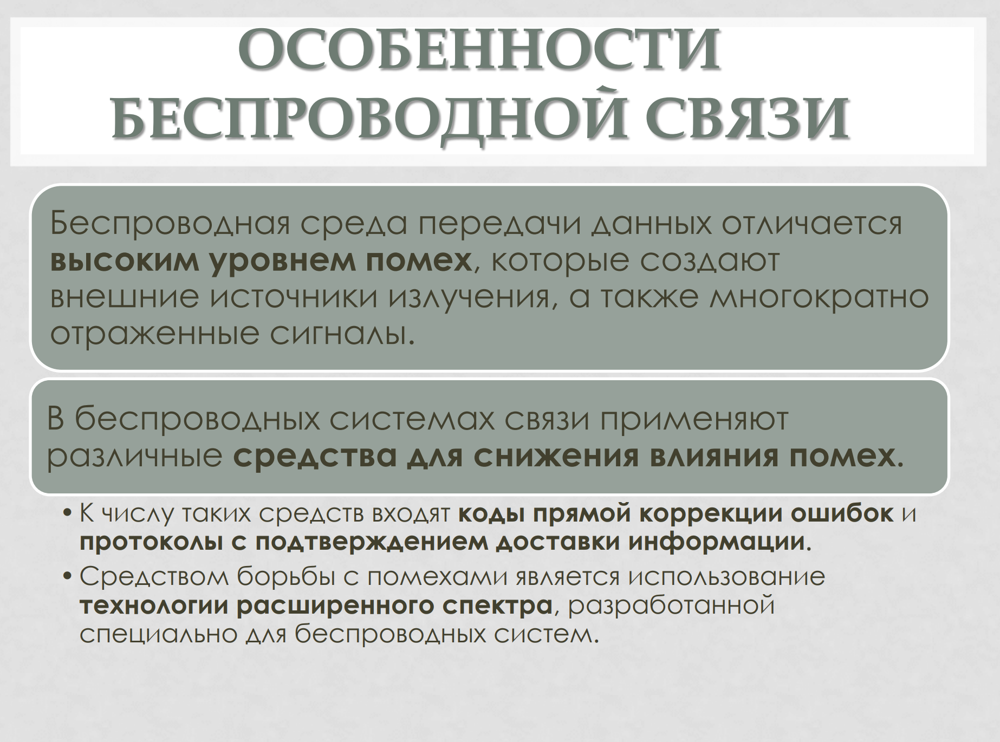 ОСОБЕННОСТИ
БЕСПРОВОДНОЙ СВЯЗИ
Беспроводная среда передачи данных отличается
высоким уровнем помех, которые создают
внешние источники излучения, а также многократно
отраженные сигналы.
В беспроводных системах связи применяют
различные средства для снижения влияния помех.
• К числу таких средств входят коды прямой коррекции ошибок и
протоколы с подтверждением доставки информации.
• Средством борьбы с помехами является использование
технологии расширенного спектра, разработанной
специально для беспроводных систем.